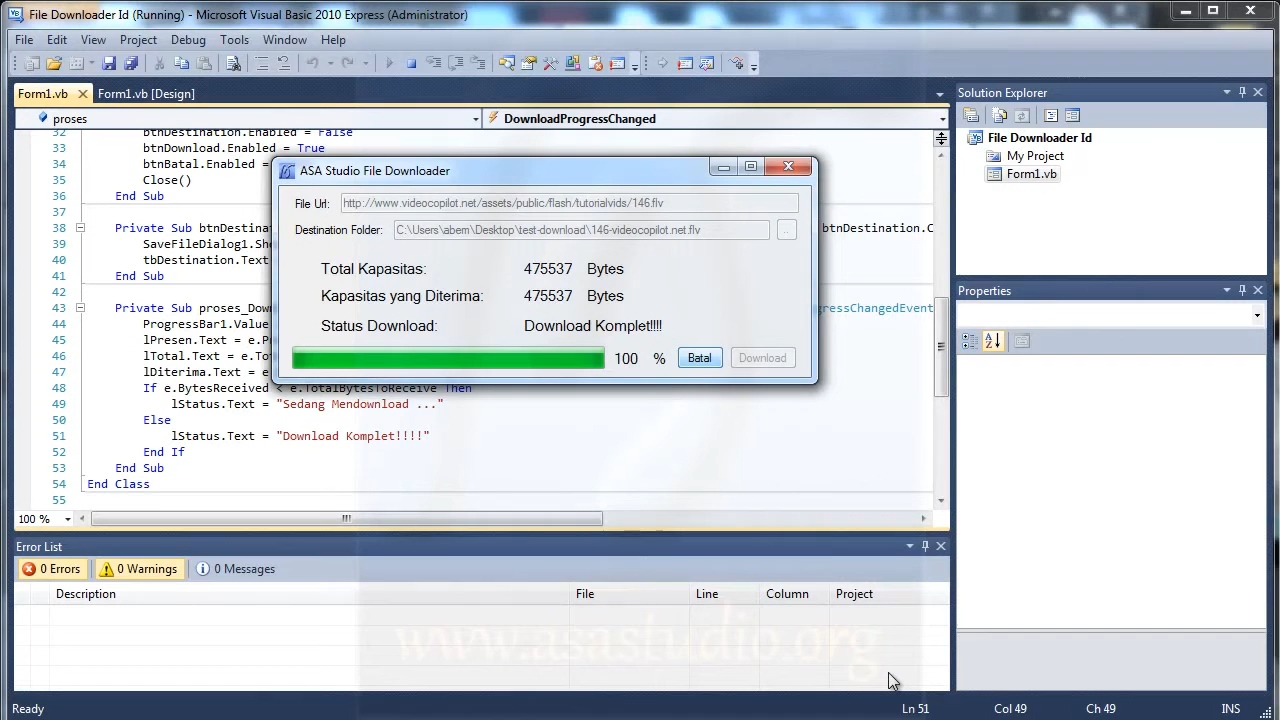 File Downloader Id (Running) - Microsoft Visual Basic 2010 Express (Administrator)
File Edit View Project Debug Tools Window Help
Form1.vb Form1.vb [Design]
proses DownloadProgressChanged
32 btnDestination.Enabled = False
33 btnDownload.Enabled = True
34 btnBatal.Enabled =
35 Close()
36 End Sub
37
38 Private Sub btnDestina btnDestination.C
39 SaveFileDialog1.Sh
40 tbDestination.Text
41 End Sub
42
43 Private Sub proses_Dow gressChangedEvent
44 ProgressBar1.Value
45 lPresen.Text = e.P
46 lTotal.Text = e.To
47 lDiterima.Text = e
48 If e.BytesReceived < e.TotalBytesToReceive Then
49 lStatus.Text = "Sedang Mendownload ..."
50 Else
51 lStatus.Text = "Download Komplet!!!!"
52 End If
53 End Sub
54 End Class
55
100 %
ASA Studio File Downloader
File Url: http://www.videocopilot.net/assets/public/flash/tutorialvids/146.flv
Destination Folder: C:\Users\abem\Desktop\test-download\146-videocopilot.net.flv ..
Total Kapasitas: 475537 Bytes
Kapasitas yang Diterima: 475537 Bytes
Status Download: Download Komplet!!!!
100 % Batal Download
Solution Explorer
File Downloader Id
My Project
Form1.vb
Properties
Error List
0 Errors 0 Warnings 0 Messages
Description File Line Column Project
www.asastudio.org
Ready Ln 51 Col 49 Ch 49 INS